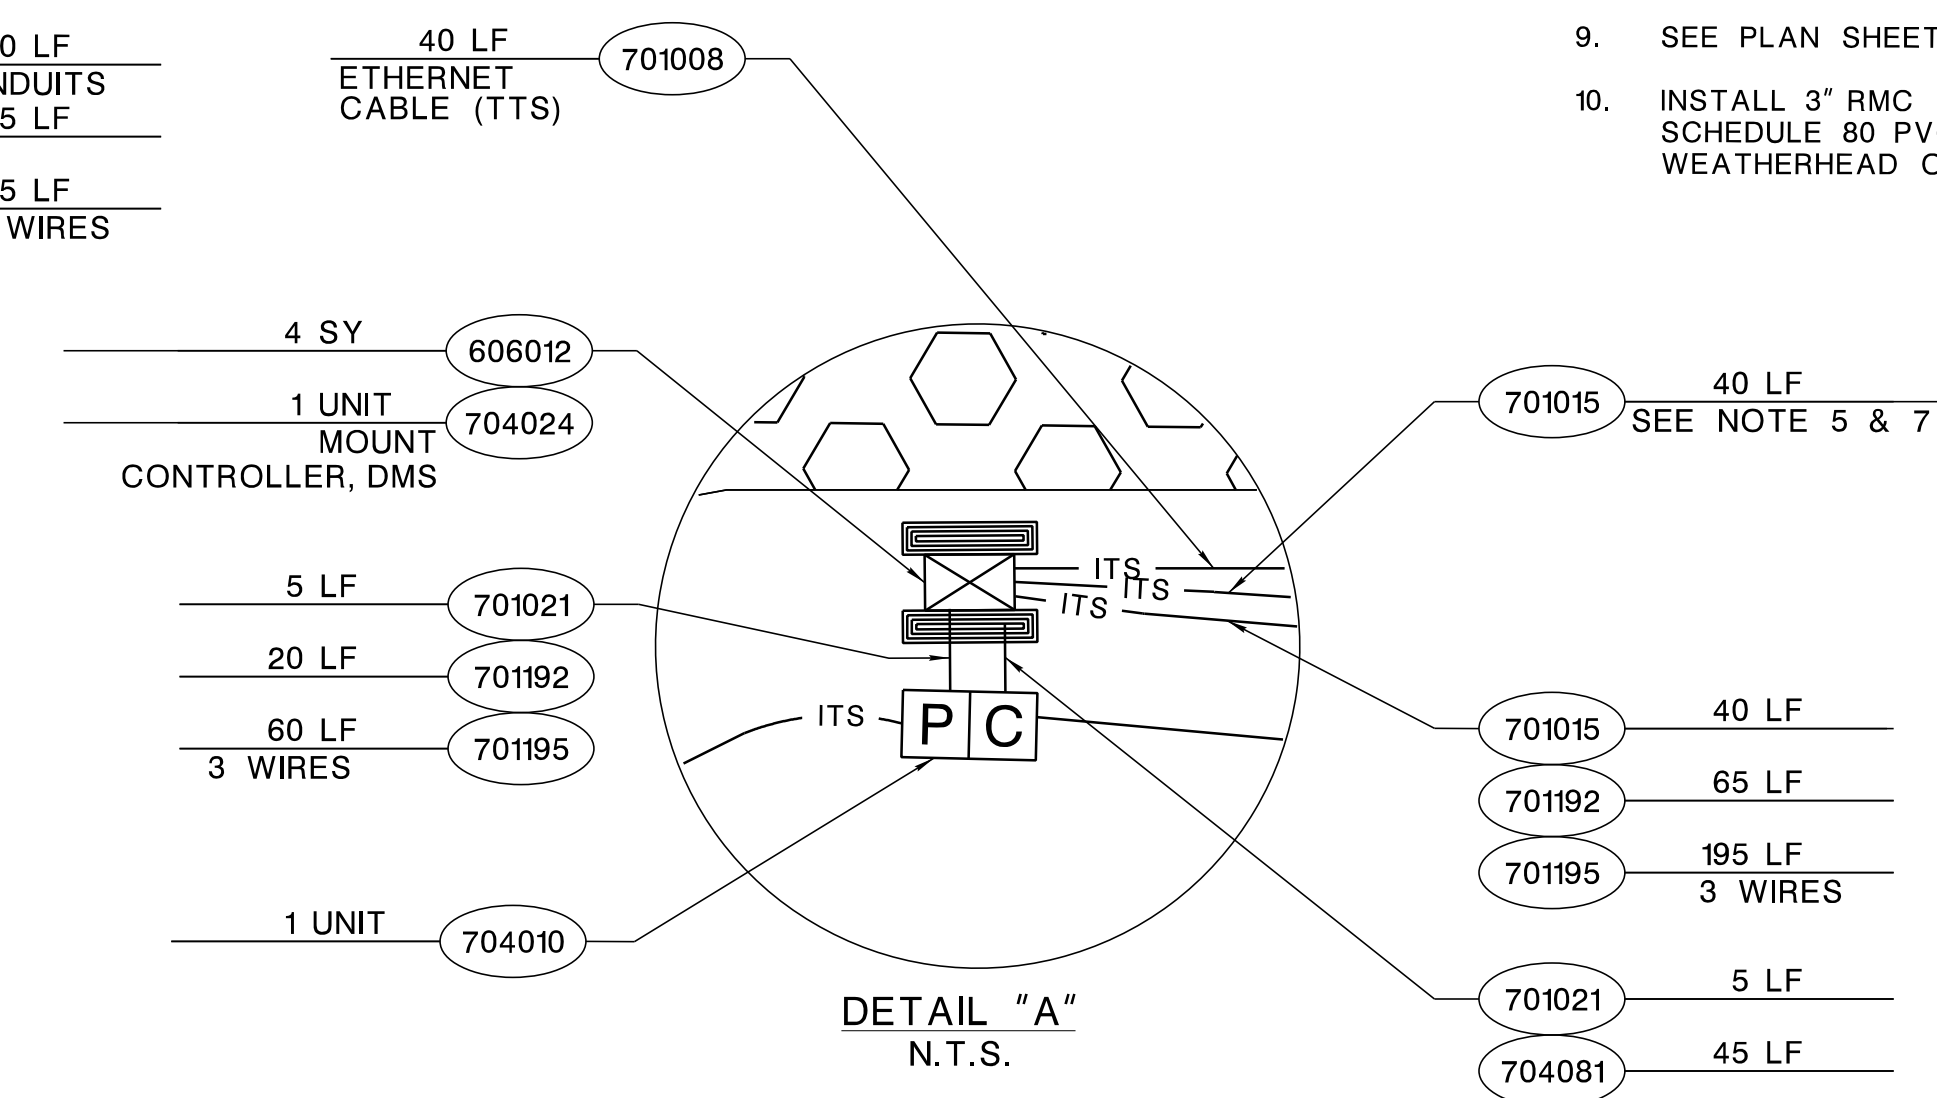 0 LF
NDUITS
5 LF
5 LF
WIRES
40 LF
701008
ETHERNET
CABLE (TTS)
9. SEE PLAN SHEET
10. INSTALL 3" RMC
SCHEDULE 80 PV
WEATHERHEAD
4 SY
606012
1 UNIT
704024
MOUNT
CONTROLLER, DMS
5 LF
701021
20 LF
701192
60 LF
701195
3 WIRES
1 UNIT
704010
ITS
ITS
ITS
ITS
P C
701015
40 LF
SEE NOTE 5 & 7
701015
40 LF
701192
65 LF
701195
195 LF
3 WIRES
701021
5 LF
704081
45 LF
DETAIL "A"
N.T.S.